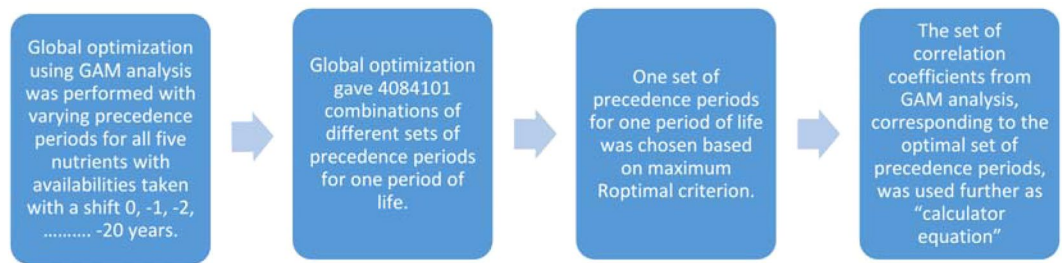 Global optimization
using GAM analysis
was performed with
varying precedence
periods for all five
nutrients with
availabilities taken
with a shift 0, -1, -2,
………. -20 years.
Global optimization
gave 4084101
combinations of
different sets of
precedence periods
for one period of
life.
One set of
precedence periods
for one period of life
was chosen based
on maximum
Roptimal criterion.
The set of
correlation
coefficients from
GAM analysis,
corresponding to the
optimal set of
precedence periods,
was used further as
“calculator
equation”